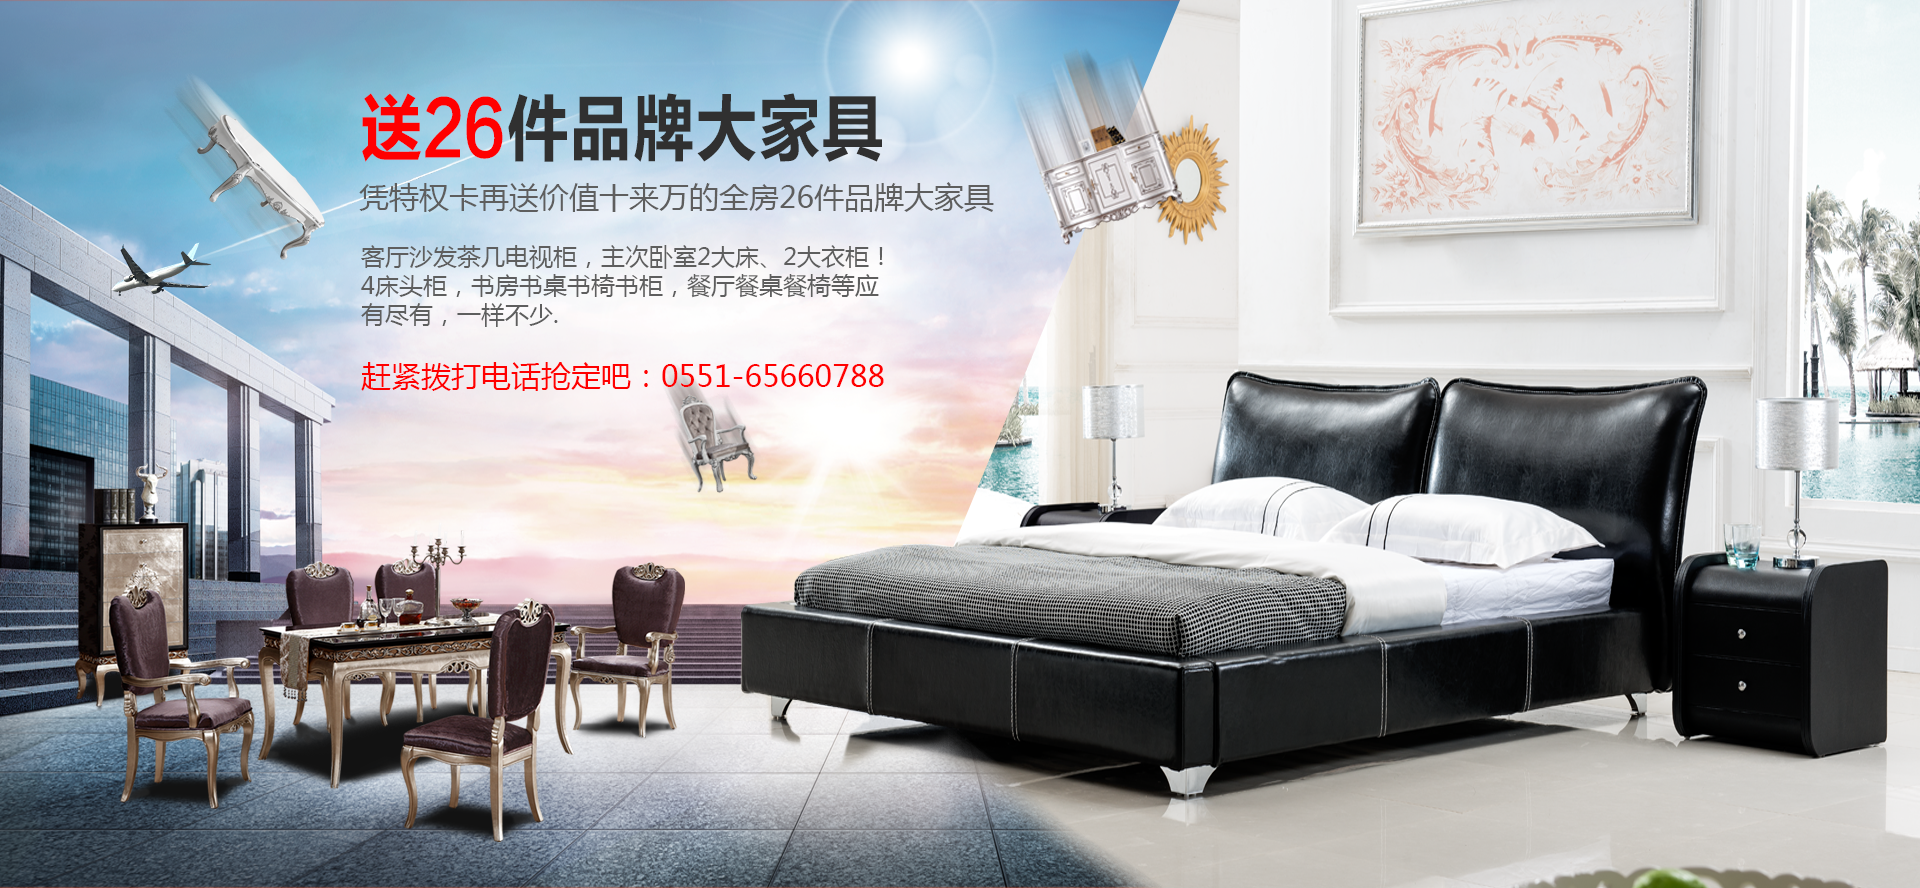 送26件品牌大家具
凭特权卡再送价值十来万的全房26件品牌大家具
客厅沙发茶几电视柜，主次卧室2大床、2大衣柜！
4床头柜，书房书桌书椅书柜，餐厅餐桌餐椅等应
有尽有，一样不少.
赶紧拨打电话抢定吧：0551-65660788